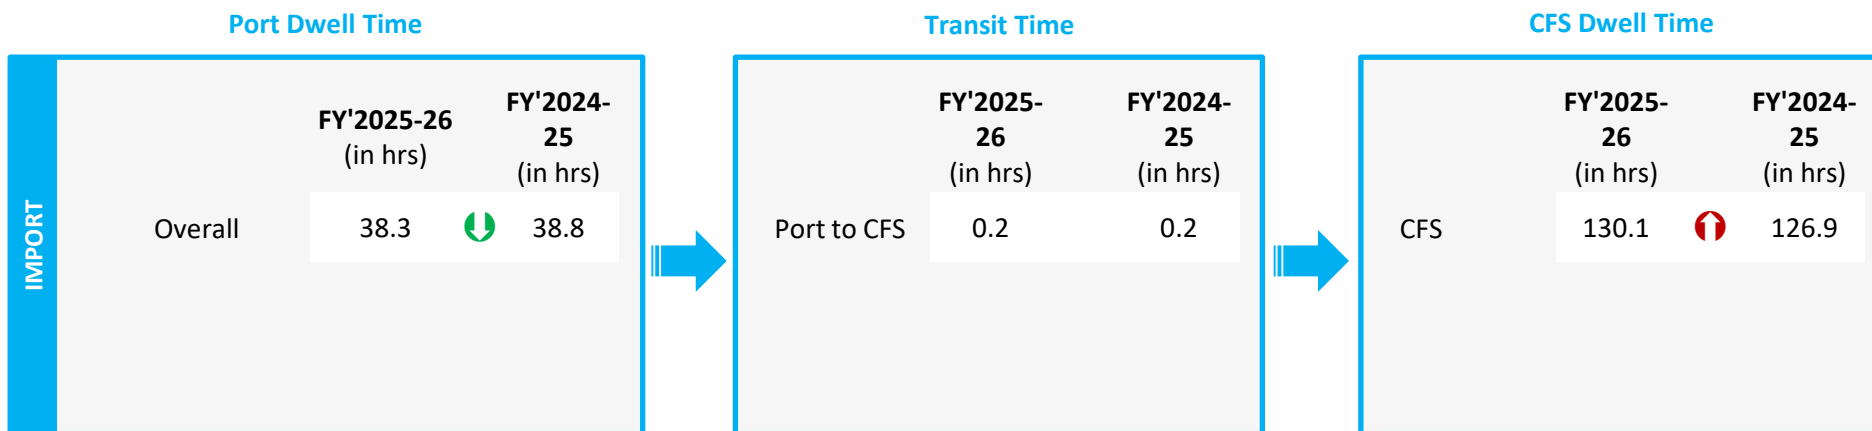 Port Dwell Time
Transit Time
CFS Dwell Time
IMPORT
FY'2025-26
(in hrs)
FY'2024-
25
(in hrs)
Overall
38.3
38.8
FY'2025-
26
(in hrs)
FY'2024-
25
(in hrs)
Port to CFS
0.2
0.2
FY'2025-
26
(in hrs)
FY'2024-
25
(in hrs)
CFS
130.1
126.9